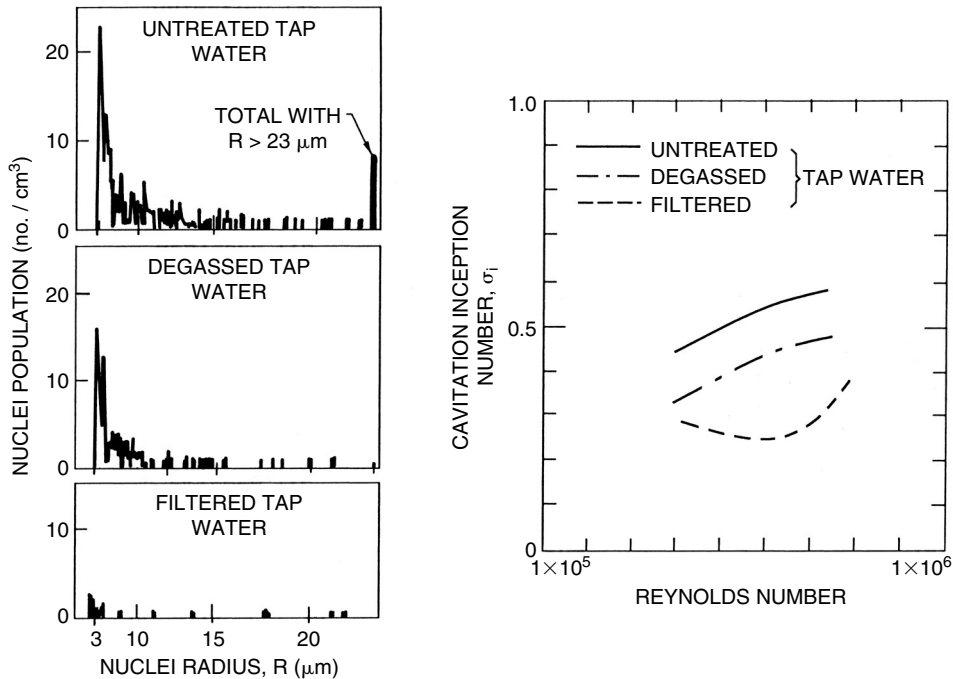 UNTREATED TAP
WATER
TOTAL WITH
R > 23 μm
20
10
0
DEGASSED TAP
WATER
20
10
0
FILTERED TAP
WATER
10
0
3 10 15 20
NUCLEI RADIUS, R (μm)
NUCLEI POPULATION (no. / cm³)
1.0
UNTREATED
DEGASSED
FILTERED
TAP WATER
0.5
0
CAVITATION INCEPTION
NUMBER, σᵢ
1×10⁵ 1×10⁶
REYNOLDS NUMBER